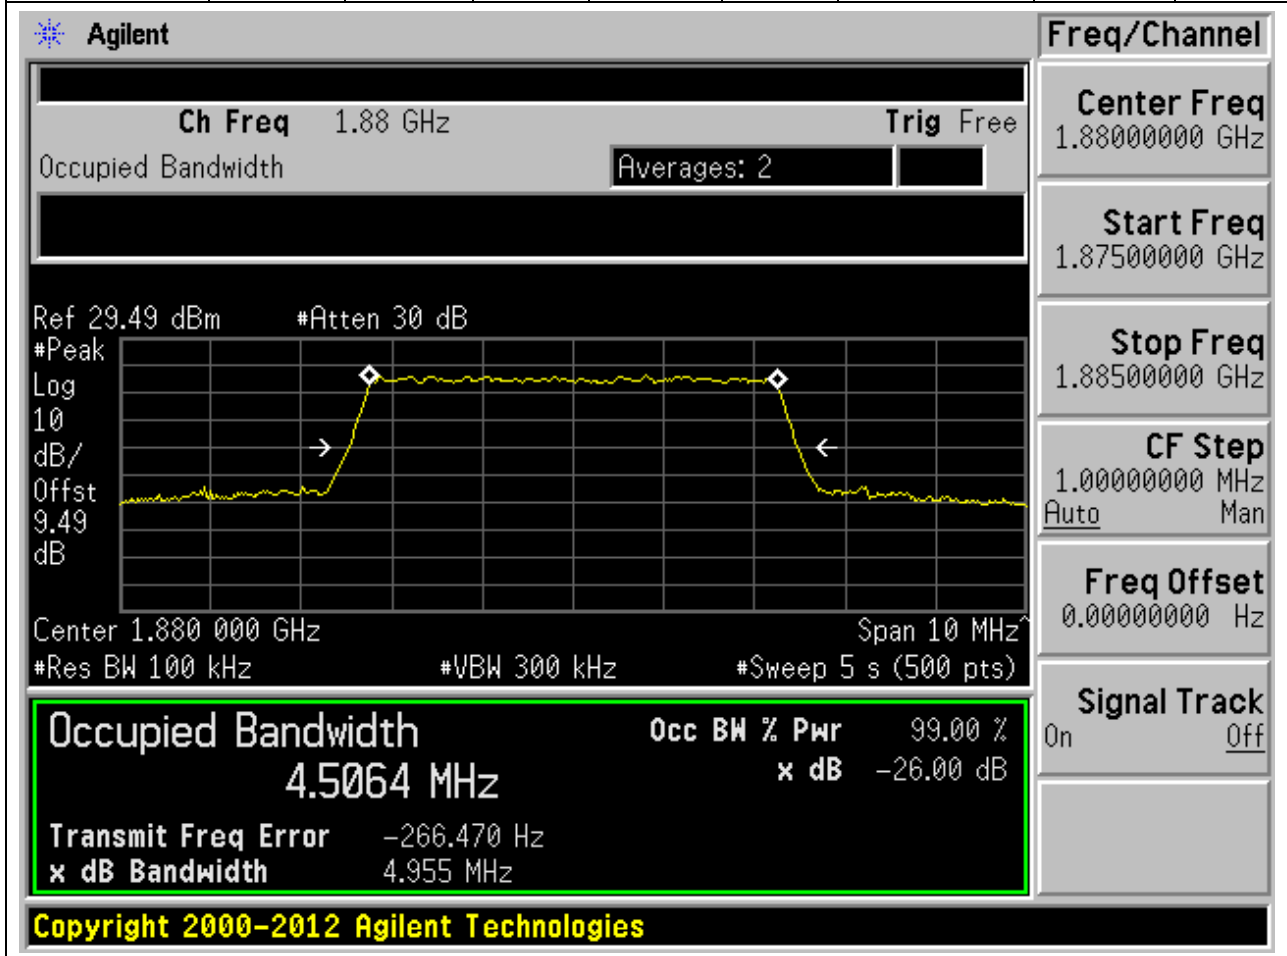 Agilent
Freq/Channel
Ch Freq 1.88 GHz
Trig Free
Occupied Bandwidth
Averages: 2
Ref 29.49 dBm #Atten 30 dB
#Peak
Log
10
dB/
Offst
9.49
dB
Center 1.880 000 GHz
Span 10 MHz^
#Res BW 100 kHz #VBW 300 kHz #Sweep 5 s (500 pts)
Occupied Bandwidth
4.5064 MHz
Occ BW % Pwr 99.00 %
x dB -26.00 dB
Transmit Freq Error -266.470 Hz
x dB Bandwidth 4.955 MHz
Copyright 2000-2012 Agilent Technologies
Center Freq
1.88000000 GHz
Start Freq
1.87500000 GHz
Stop Freq
1.88500000 GHz
CF Step
1.00000000 MHz
Auto Man
Freq Offset
0.00000000 Hz
Signal Track
On Off